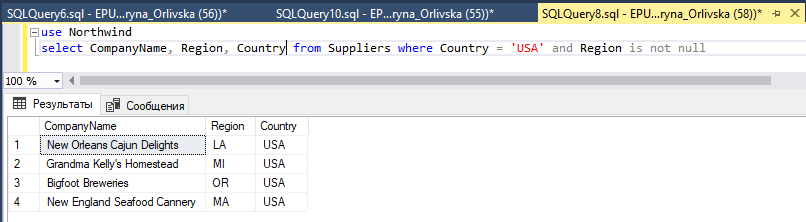 SQLQuery6.sql - EPU...ryna_Orlivska (56))* SQLQuery10.sql - EP...ryna_Orlivska (55))* SQLQuery8.sql - EPU...ryna_Orlivska (58))*
use Northwind
select CompanyName, Region, Country from Suppliers where Country = 'USA' and Region is not null
100 %
Результаты Сообщения
CompanyName Region Country
1 New Orleans Cajun Delights LA USA
2 Grandma Kelly's Homestead MI USA
3 Bigfoot Breweries OR USA
4 New England Seafood Cannery MA USA